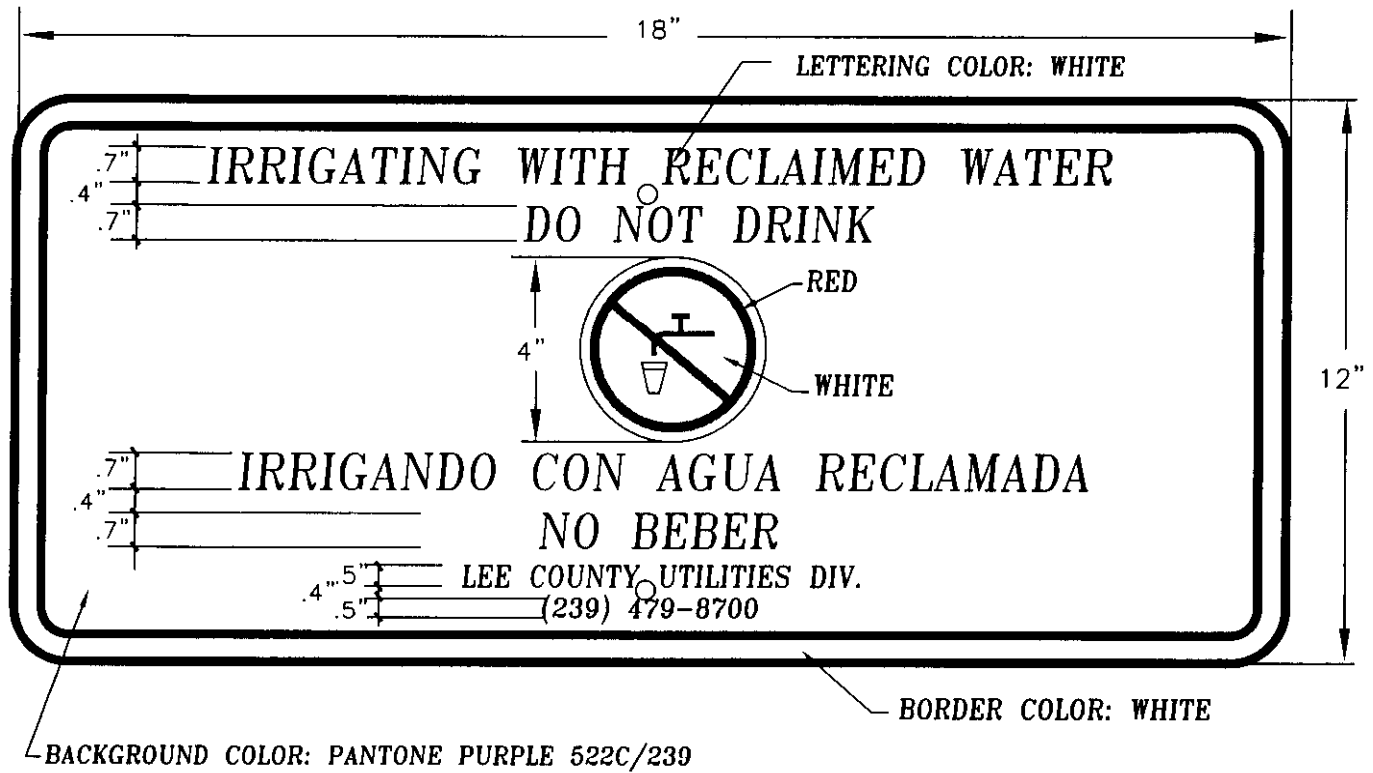 18"
LETTERING COLOR: WHITE
.7" IRRIGATING WITH RECLAIMED WATER
.4"
.7" DO NOT DRINK
RED
4"
12"
WHITE
.7" IRRIGANDO CON AGUA RECLAMADA
.4"
.7" NO BEBER
.5" LEE COUNTY UTILITIES DIV.
.4"
.5" (239) 479-8700
BORDER COLOR: WHITE
BACKGROUND COLOR: PANTONE PURPLE 522C/239